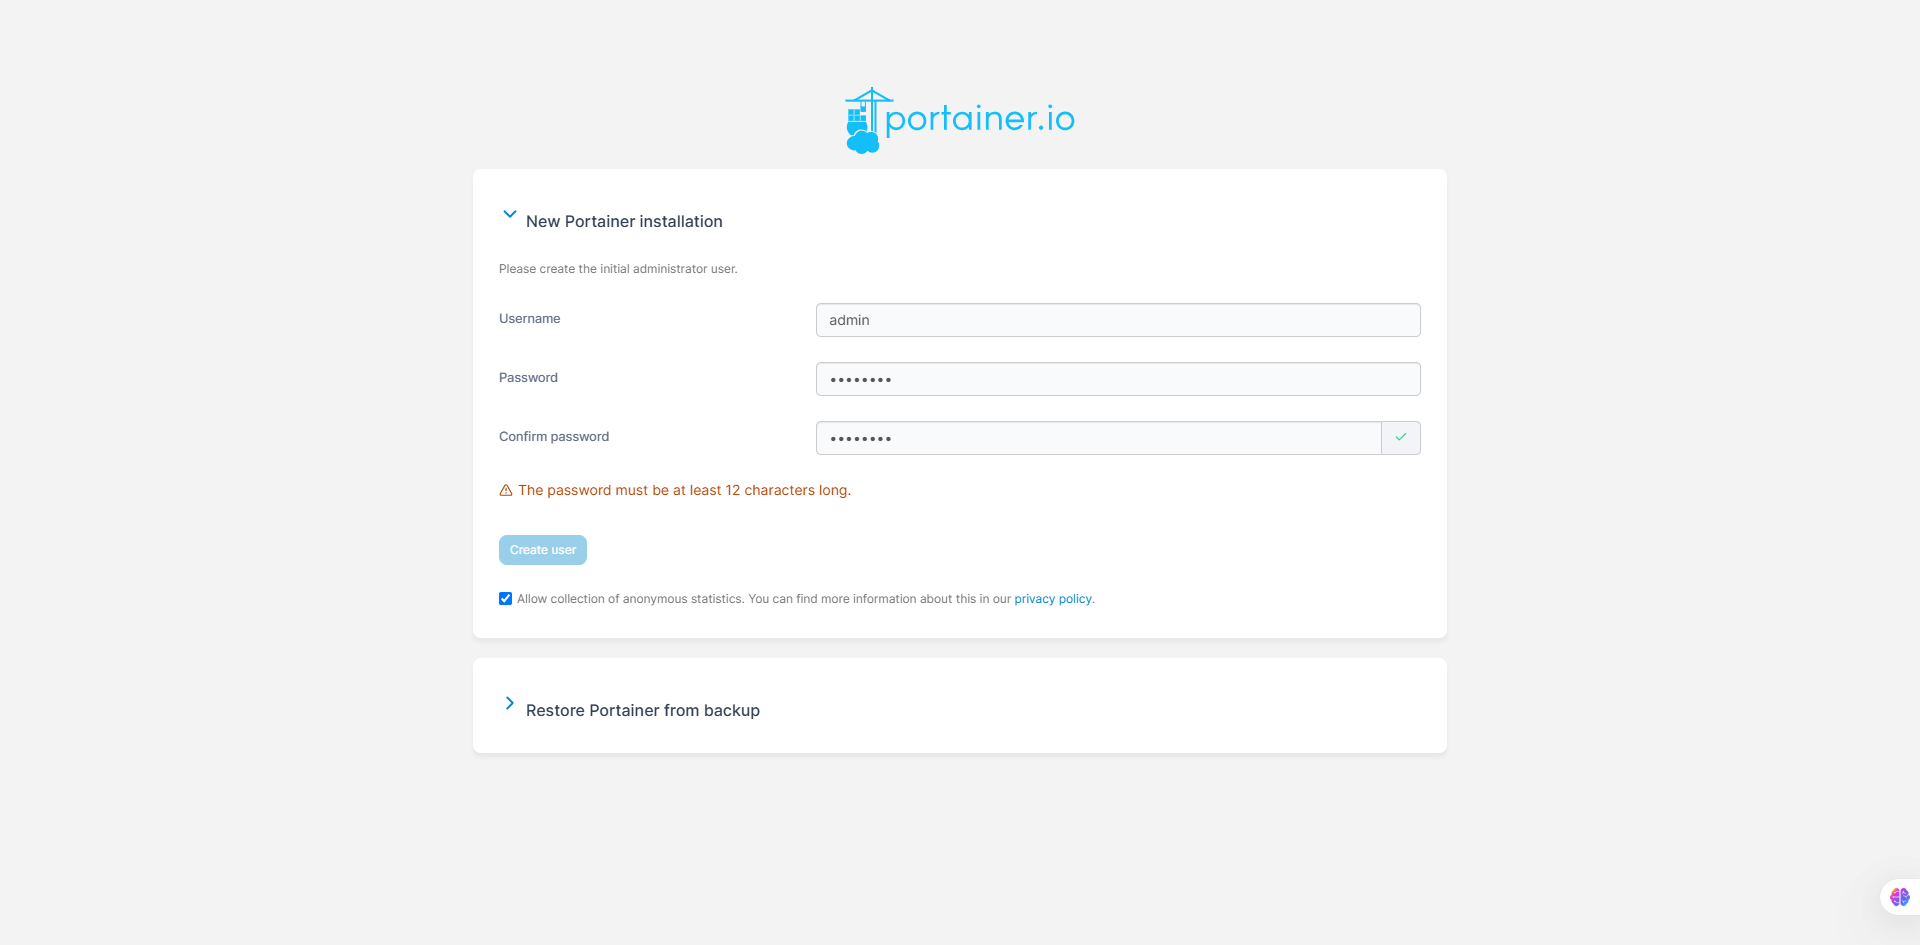 portainer.io
New Portainer installation
Please create the initial administrator user.
Username
admin
Password
••••••••
Confirm password
••••••••
The password must be at least 12 characters long.
Create user
Allow collection of anonymous statistics. You can find more information about this in our privacy policy.
Restore Portainer from backup